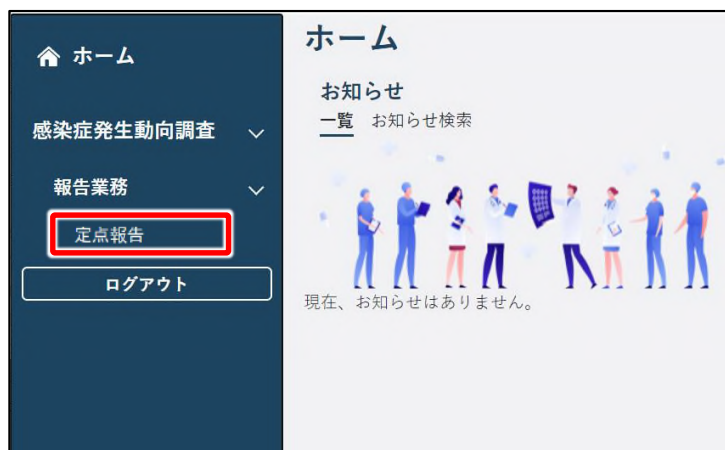 ホーム
感染症発生動向調査
報告業務
定点報告
ログアウト
ホーム
お知らせ
一覧 お知らせ検索
現在、お知らせはありません。